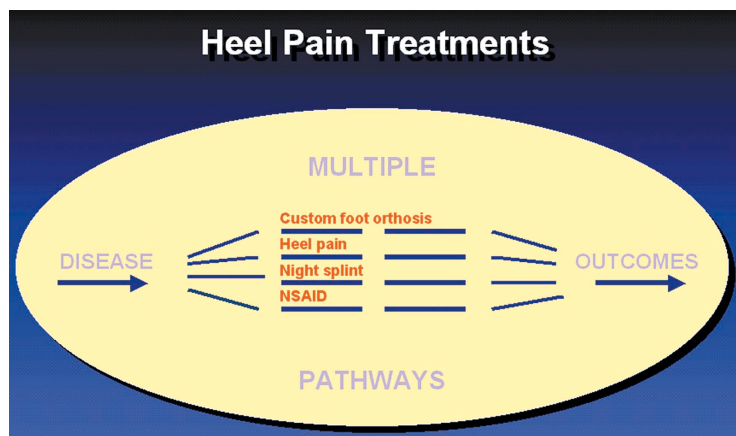 Heel Pain Treatments
MULTIPLE
Custom foot orthosis
Heel pain
DISEASE
OUTCOMES
Night splint
NSAID
PATHWAYS